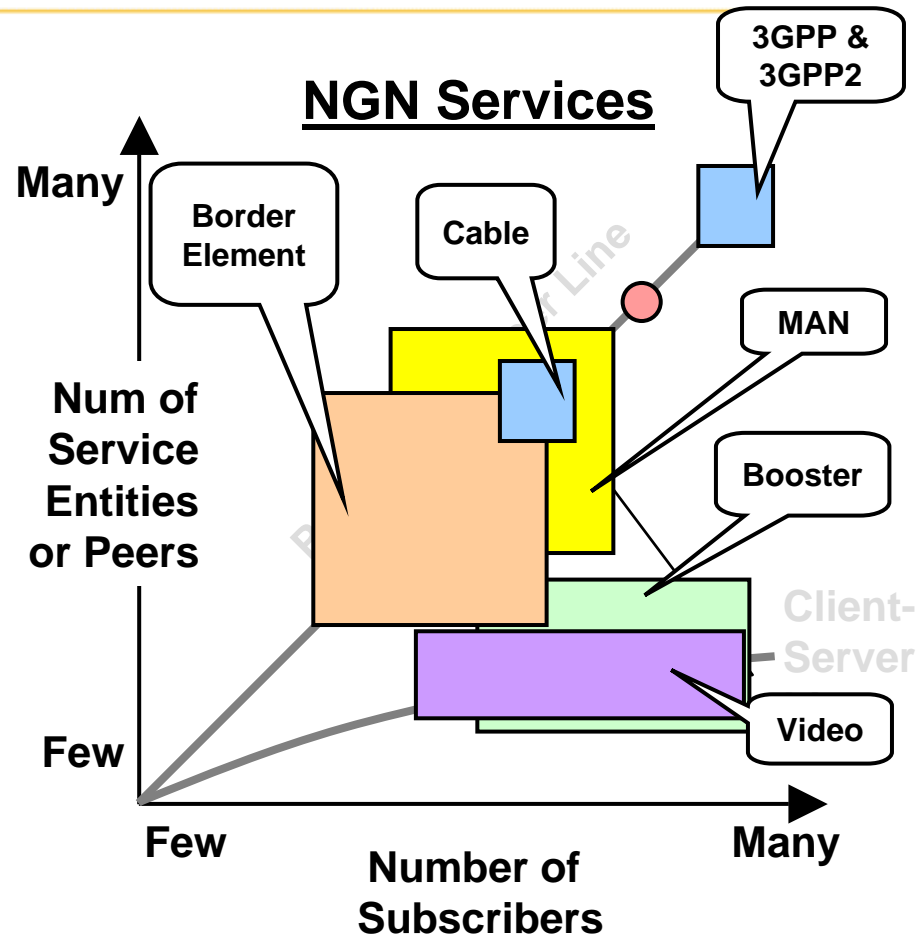 3GPP &
3GPP2
NGN Services
Many
Border
Element
Cable
Line
MAN
Num of
Service
Entities
or Peers
Booster
Client-
Server
Video
Few
Few
Many
Number of
Subscribers